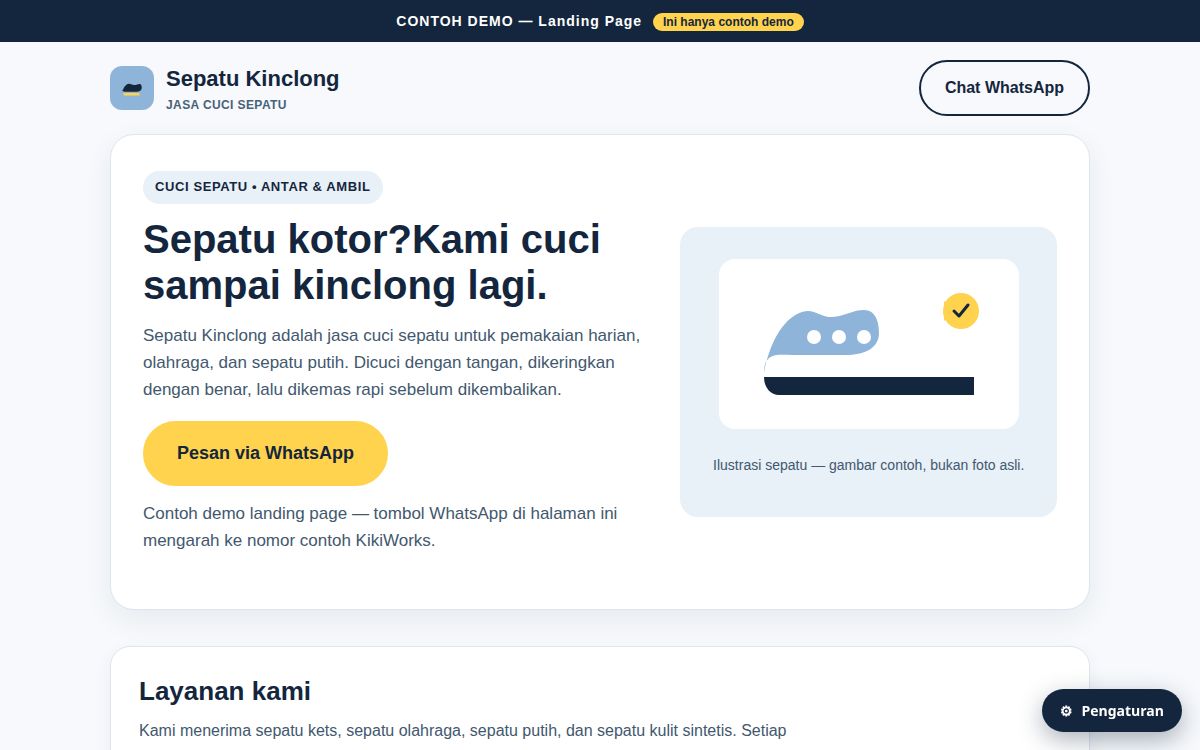 CONTOH DEMO — Landing Page Ini hanya contoh demo
Sepatu Kinclong
JASA CUCI SEPATU
Chat WhatsApp
CUCI SEPATU • ANTAR & AMBIL
Sepatu kotor?Kami cuci
sampai kinclong lagi.
Sepatu Kinclong adalah jasa cuci sepatu untuk pemakaian harian,
olahraga, dan sepatu putih. Dicuci dengan tangan, dikeringkan
dengan benar, lalu dikemas rapi sebelum dikembalikan.
Pesan via WhatsApp
Contoh demo landing page — tombol WhatsApp di halaman ini
mengarah ke nomor contoh KikiWorks.
Ilustrasi sepatu — gambar contoh, bukan foto asli.
Layanan kami
Kami menerima sepatu kets, sepatu olahraga, sepatu putih, dan sepatu kulit sintetis. Setiap
⚙ Pengaturan